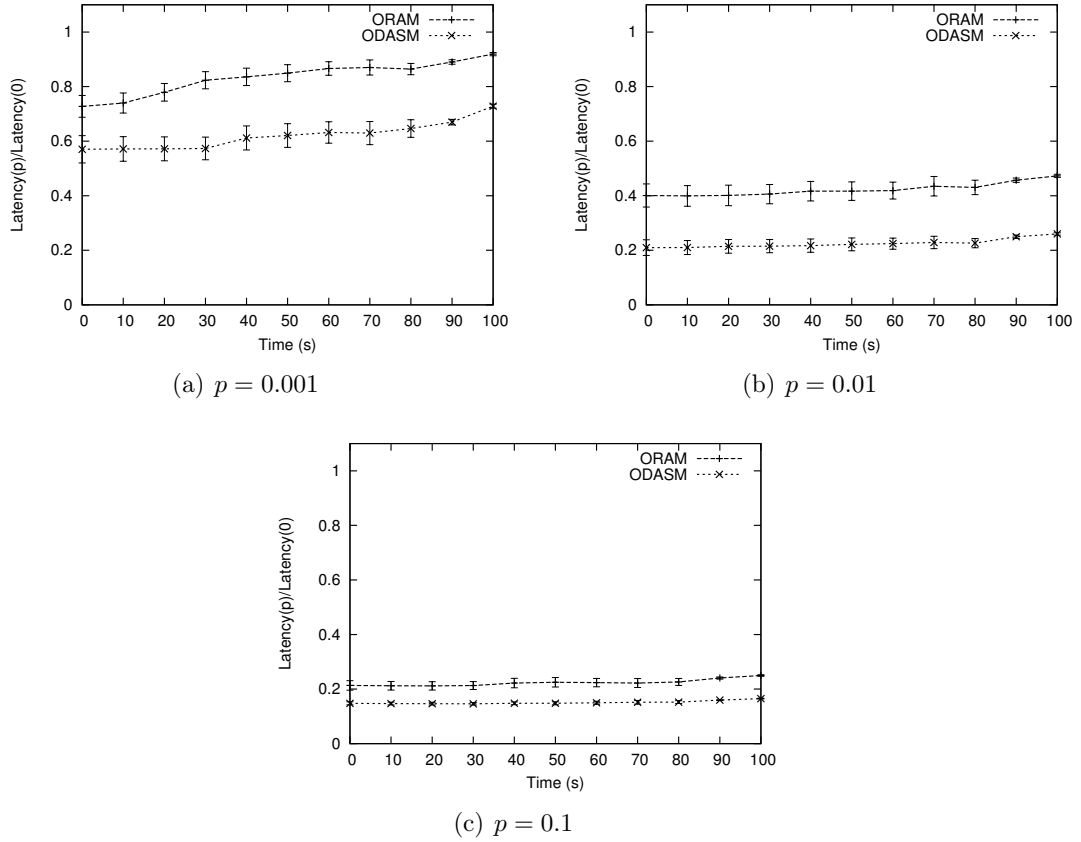 1
0.8
0.6
0.4
0.2
0
Latency(p)/Latency(0)
ORAM
ODASM
0 10 20 30 40 50 60 70 80 90 100
Time (s)
(a) p = 0.001
1
0.8
0.6
0.4
0.2
0
Latency(p)/Latency(0)
ORAM
ODASM
0 10 20 30 40 50 60 70 80 90 100
Time (s)
(b) p = 0.01
1
0.8
0.6
0.4
0.2
0
Latency(p)/Latency(0)
ORAM
ODASM
0 10 20 30 40 50 60 70 80 90 100
Time (s)
(c) p = 0.1